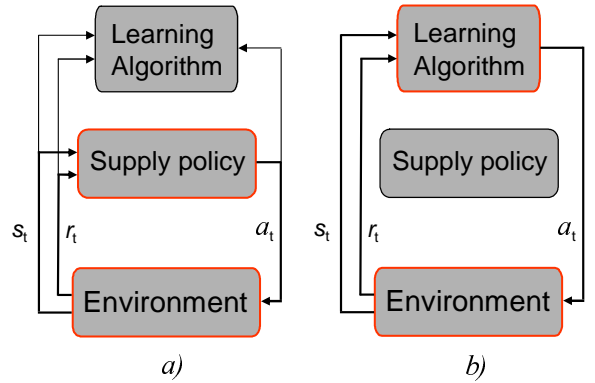 Learning
Algorithm
Supply policy
s_t
r_t
a_t
Environment
a)
Learning
Algorithm
Supply policy
s_t
r_t
a_t
Environment
b)